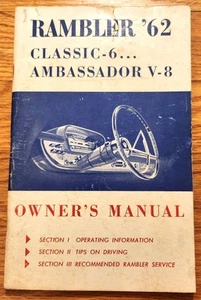 RAMBLER '62
CLASSIC-6...
AMBASSADOR V-8
OWNER'S MANUAL
SECTION I OPERATING INFORMATION
SECTION II TIPS ON DRIVING
SECTION III RECOMMENDED RAMBLER SERVICE